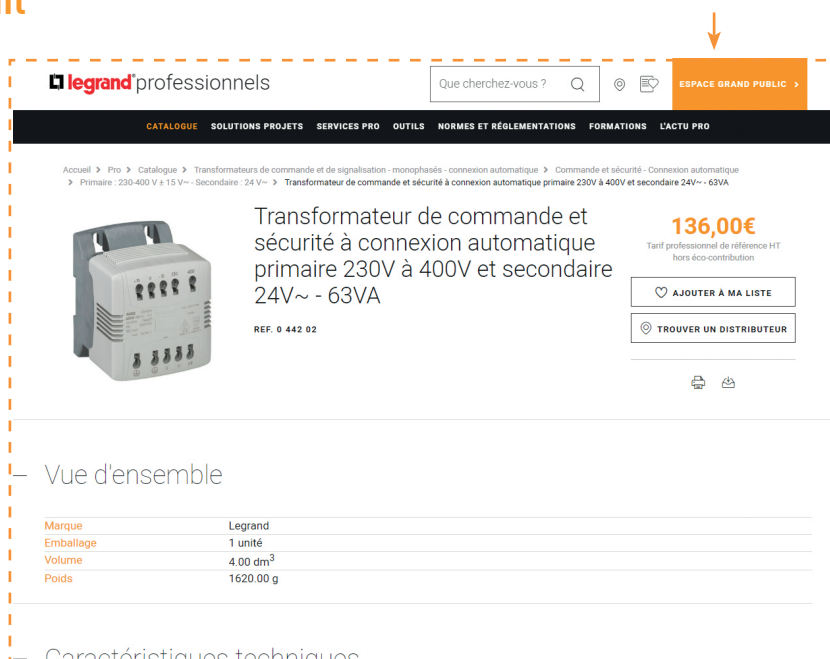 legrand® professionnels
Que cherchez-vous ?
ESPACE GRAND PUBLIC >
CATALOGUE SOLUTIONS PROJETS SERVICES PRO OUTILS NORMES ET RÉGLEMENTATIONS FORMATIONS L'ACTU PRO
Accueil > Pro > Catalogue > Transformateurs de commande et de signalisation - monophasés - connexion automatique > Commande et sécurité - Connexion automatique
> Primaire : 230-400 V ± 15 V~ - Secondaire : 24 V~ > Transformateur de commande et sécurité à connexion automatique primaire 230V à 400V et secondaire 24V~ - 63VA
Transformateur de commande et
sécurité à connexion automatique
primaire 230V à 400V et secondaire
24V~ - 63VA
REF. 0 442 02
136,00€
Tarif professionnel de référence HT
hors éco-contribution
AJOUTER À MA LISTE
TROUVER UN DISTRIBUTEUR
Vue d'ensemble
Marque Legrand
Emballage 1 unité
Volume 4.00 dm³
Poids 1620.00 g
Caractéristiques techniques